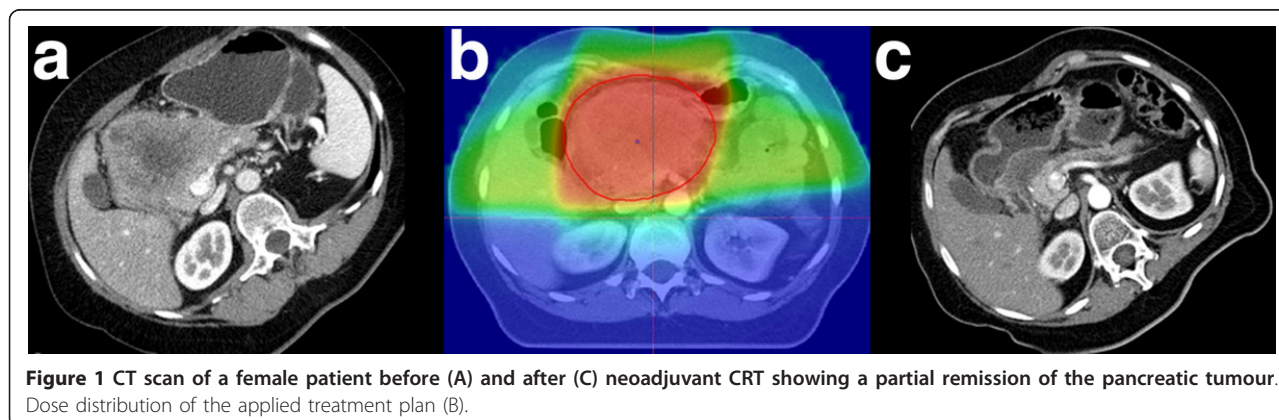 a b c
Figure 1 CT scan of a female patient before (A) and after (C) neoadjuvant CRT showing a partial remission of the pancreatic tumour.
Dose distribution of the applied treatment plan (B).